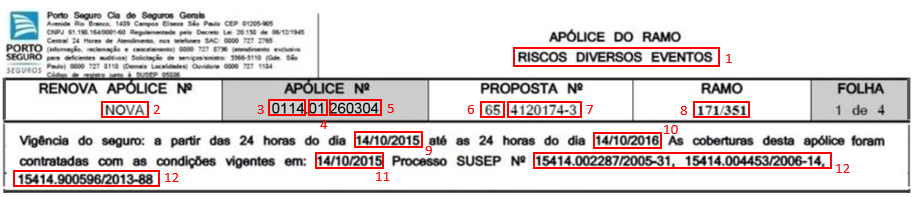 Porto Seguro Cia de Seguros Gerais
Avenida Rio Branco, 1489 Campos Elíseos São Paulo CEP 01205-905
CNPJ 61.198.164/0001-60 Regulamentada pelo Decreto Lei 20.138 de 06/12/1945
Central 24 Horas de Atendimento, nos telefones SAC: 0800 727 2765
(informação, reclamação e cancelamento) 0800 727 8736 (atendimento exclusivo
para deficientes auditivos) Solicitação de serviços/sinistro: 3366-3110 (Gde. São
Paulo) 0800 727 0118 (Demais Localidades) Ouvidoria 0800 727 1184
Código de registro junto à SUSEP 05886
PORTO
SEGURO
SEGUROS
APÓLICE DO RAMO
RISCOS DIVERSOS EVENTOS 1
RENOVA APÓLICE Nº APÓLICE Nº PROPOSTA Nº RAMO FOLHA
NOVA 2 3 0114.01.260304 5 6 65 4120174-3 7 8 171/351 1 de 4
4
Vigência do seguro: a partir das 24 horas do dia 14/10/2015 até as 24 horas do dia 14/10/2016 As coberturas desta apólice foram
9 10
contratadas com as condições vigentes em: 14/10/2015 Processo SUSEP Nº 15414.002287/2005-31, 15414.004453/2006-14, 12
11
15414.900596/2013-88 12